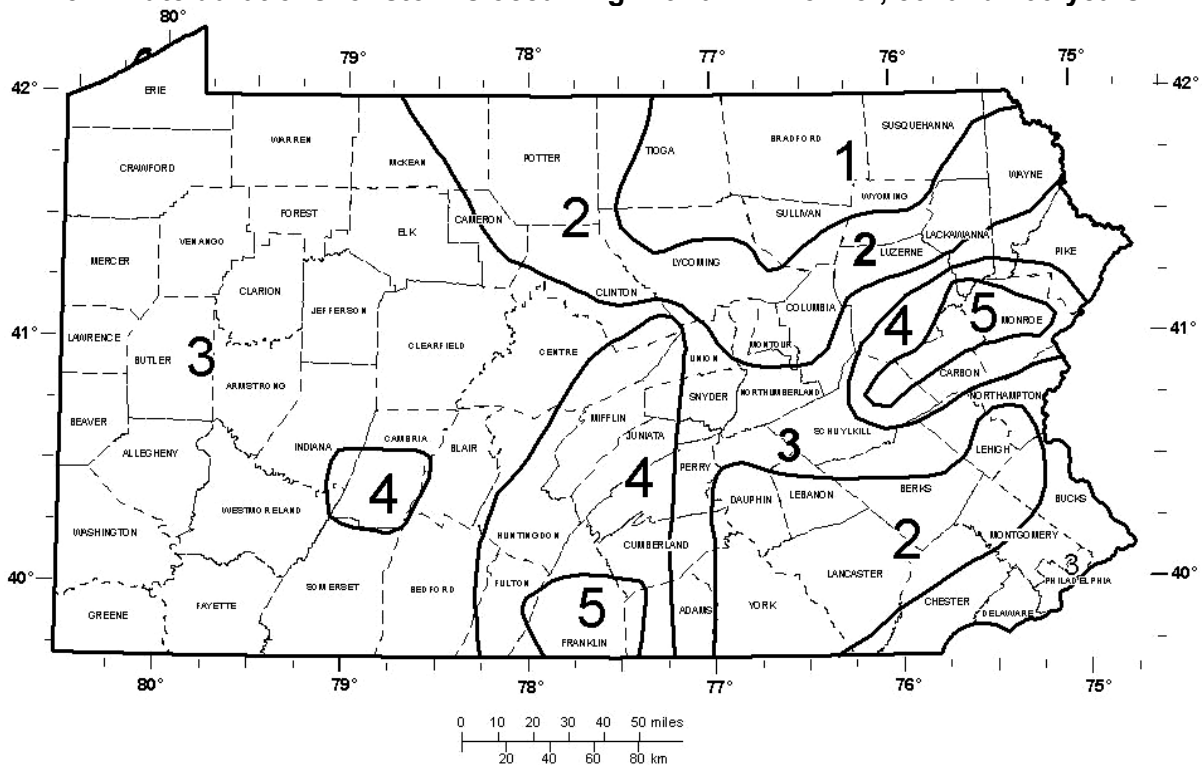 80°
79° 78° 77° 76° 75°
42° 42°
ERIE
WARREN
McKEAN
POTTER
TIOGA
BRADFORD
SUSQUEHANNA
CRAWFORD
1
WAYNE
WYOMING
FOREST
CAMERON
2
SULLIVAN
ELK
VENANGO
LACKAWANNA
MERCER
LYCOMING
2
LUZERNE
PIKE
CLARION
CLINTON
COLUMBIA
JEFFERSON
41° 41°
LAWRENCE
4
5
MONROE
BUTLER
3
CLEARFIELD
CENTRE
UNION
MONTOUR
ARMSTRONG
CARBON
SNYDER
NORTHUMBERLAND
NORTHAMPTON
BEAVER
MIFFLIN
ALLEGHENY
INDIANA
CAMBRIA
BLAIR
JUNIATA
3
SCHUYLKILL
LEHIGH
PERRY
4
4
DAUPHIN
LEBANON
BERKS
BUCKS
WESTMORELAND
WASHINGTON
HUNTINGDON
CUMBERLAND
2
MONTGOMERY
40° 40°
3
PHILADELPHIA
LANCASTER
SOMERSET
BEDFORD
FULTON
GREENE
FAYETTE
5
ADAMS
YORK
CHESTER
DELAWARE
FRANKLIN
80° 79° 78° 77° 76° 75°
0 10 20 30 40 50 miles
20 40 60 80 km